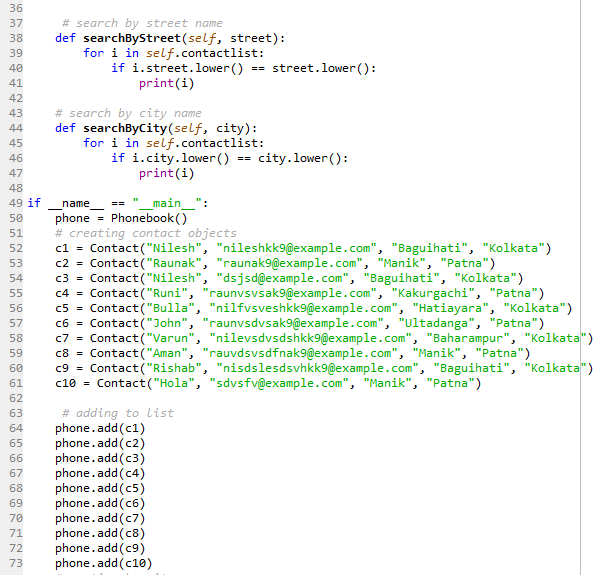 36
37 # search by street name
38 def searchByStreet(self, street):
39 for i in self.contactlist:
40 if i.street.lower() == street.lower():
41 print(i)
42
43 # search by city name
44 def searchByCity(self, city):
45 for i in self.contactlist:
46 if i.city.lower() == city.lower():
47 print(i)
48
49 if __name__ == "__main__":
50 phone = Phonebook()
51 # creating contact objects
52 c1 = Contact("Nilesh", "nileshkk9@example.com", "Baguihati", "Kolkata")
53 c2 = Contact("Raunak", "raunak9@example.com", "Manik", "Patna")
54 c3 = Contact("Nilesh", "dsjsd@example.com", "Baguihati", "Kolkata")
55 c4 = Contact("Runi", "raunvsvsak9@example.com", "Kakurgachi", "Patna")
56 c5 = Contact("Bulla", "nilfvsveshkk9@example.com", "Hatiayara", "Kolkata")
57 c6 = Contact("John", "raunvsdvsak9@example.com", "Ultadanga", "Patna")
58 c7 = Contact("Varun", "nilevsdvsdshkk9@example.com", "Baharampur", "Kolkata")
59 c8 = Contact("Aman", "rauvdsvsdfnak9@example.com", "Manik", "Patna")
60 c9 = Contact("Rishab", "nisdslesdsvhkk9@example.com", "Baguihati", "Kolkata")
61 c10 = Contact("Hola", "sdvsfv@example.com", "Manik", "Patna")
62
63 # adding to list
64 phone.add(c1)
65 phone.add(c2)
66 phone.add(c3)
67 phone.add(c4)
68 phone.add(c5)
69 phone.add(c6)
70 phone.add(c7)
71 phone.add(c8)
72 phone.add(c9)
73 phone.add(c10)